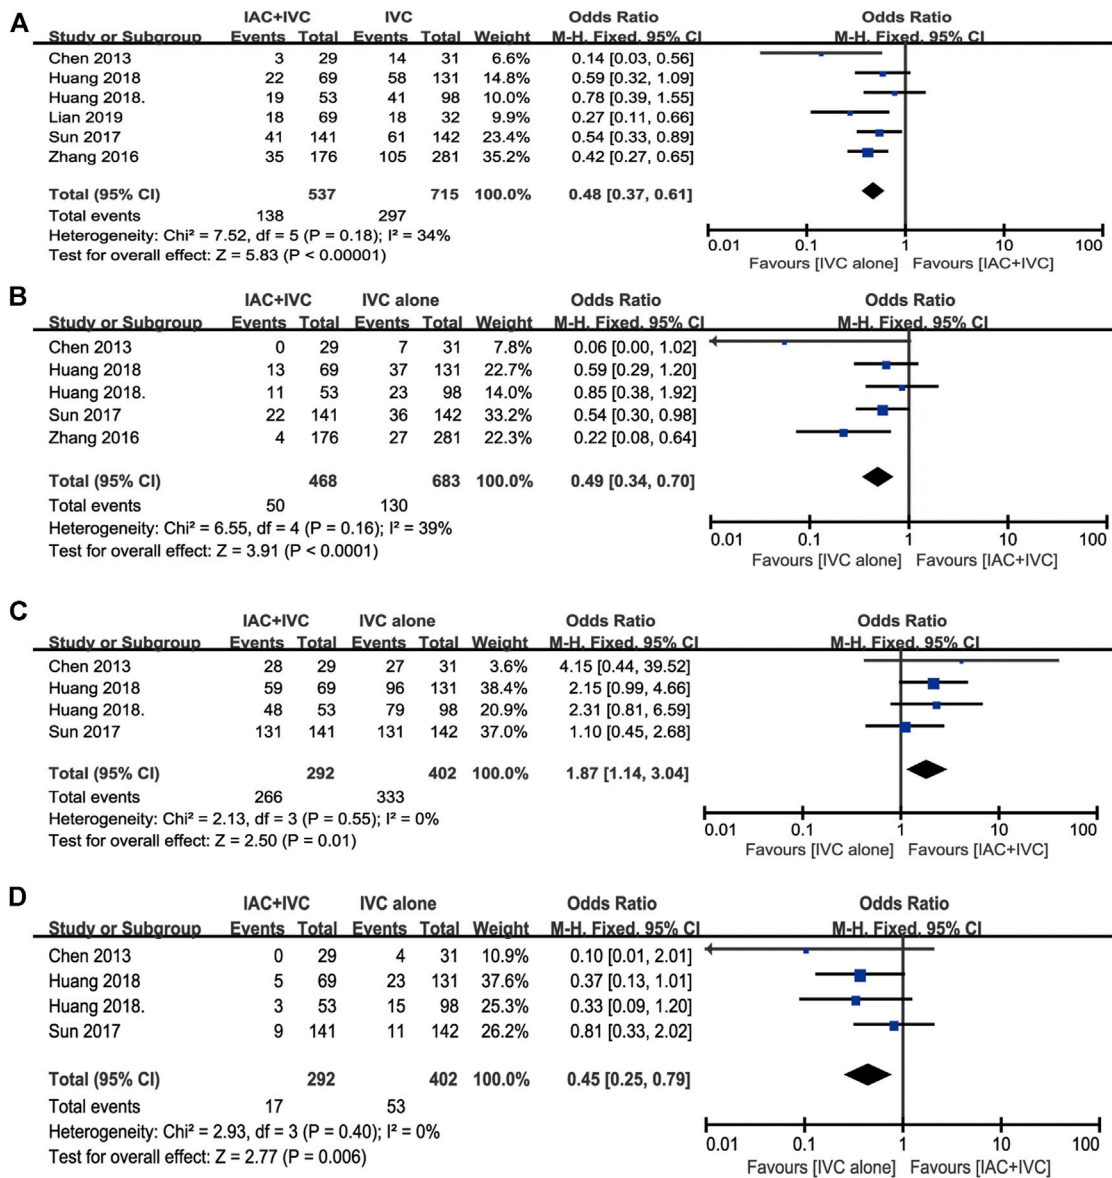 A
IAC+IVC IVC Odds Ratio Odds Ratio
Study or Subgroup Events Total Events Total Weight M-H. Fixed. 95% CI M-H. Fixed. 95% CI
Chen 2013 3 29 14 31 6.6% 0.14 [0.03, 0.56]
Huang 2018 22 69 58 131 14.8% 0.59 [0.32, 1.09]
Huang 2018. 19 53 41 98 10.0% 0.78 [0.39, 1.55]
Lian 2019 18 69 18 32 9.9% 0.27 [0.11, 0.66]
Sun 2017 41 141 61 142 23.4% 0.54 [0.33, 0.89]
Zhang 2016 35 176 105 281 35.2% 0.42 [0.27, 0.65]
Total (95% CI) 537 715 100.0% 0.48 [0.37, 0.61]
Total events 138 297
Heterogeneity: Chi² = 7.52, df = 5 (P = 0.18); I² = 34%
Test for overall effect: Z = 5.83 (P < 0.00001)
0.01 0.1 1 10 100
Favours [IVC alone] Favours [IAC+IVC]
B
IAC+IVC IVC alone Odds Ratio Odds Ratio
Study or Subgroup Events Total Events Total Weight M-H. Fixed. 95% CI M-H. Fixed. 95% CI
Chen 2013 0 29 7 31 7.8% 0.06 [0.00, 1.02]
Huang 2018 13 69 37 131 22.7% 0.59 [0.29, 1.20]
Huang 2018. 11 53 23 98 14.0% 0.85 [0.38, 1.92]
Sun 2017 22 141 36 142 33.2% 0.54 [0.30, 0.98]
Zhang 2016 4 176 27 281 22.3% 0.22 [0.08, 0.64]
Total (95% CI) 468 683 100.0% 0.49 [0.34, 0.70]
Total events 50 130
Heterogeneity: Chi² = 6.55, df = 4 (P = 0.16); I² = 39%
Test for overall effect: Z = 3.91 (P < 0.0001)
0.01 0.1 1 10 100
Favours [IVC alone] Favours [IAC+IVC]
C
IAC+IVC IVC alone Odds Ratio Odds Ratio
Study or Subgroup Events Total Events Total Weight M-H. Fixed. 95% CI M-H. Fixed. 95% CI
Chen 2013 28 29 27 31 3.6% 4.15 [0.44, 39.52]
Huang 2018 59 69 96 131 38.4% 2.15 [0.99, 4.66]
Huang 2018. 48 53 79 98 20.9% 2.31 [0.81, 6.59]
Sun 2017 131 141 131 142 37.0% 1.10 [0.45, 2.68]
Total (95% CI) 292 402 100.0% 1.87 [1.14, 3.04]
Total events 266 333
Heterogeneity: Chi² = 2.13, df = 3 (P = 0.55); I² = 0%
Test for overall effect: Z = 2.50 (P = 0.01)
0.01 0.1 1 10 100
Favours [IVC alone] Favours [IAC+IVC]
D
IAC+IVC IVC alone Odds Ratio Odds Ratio
Study or Subgroup Events Total Events Total Weight M-H. Fixed. 95% CI M-H. Fixed. 95% CI
Chen 2013 0 29 4 31 10.9% 0.10 [0.01, 2.01]
Huang 2018 5 69 23 131 37.6% 0.37 [0.13, 1.01]
Huang 2018. 3 53 15 98 25.3% 0.33 [0.09, 1.20]
Sun 2017 9 141 11 142 26.2% 0.81 [0.33, 2.02]
Total (95% CI) 292 402 100.0% 0.45 [0.25, 0.79]
Total events 17 53
Heterogeneity: Chi² = 2.93, df = 3 (P = 0.40); I² = 0%
Test for overall effect: Z = 2.77 (P = 0.006)
0.01 0.1 1 10 100
Favours [IVC alone] Favours [IAC+IVC]